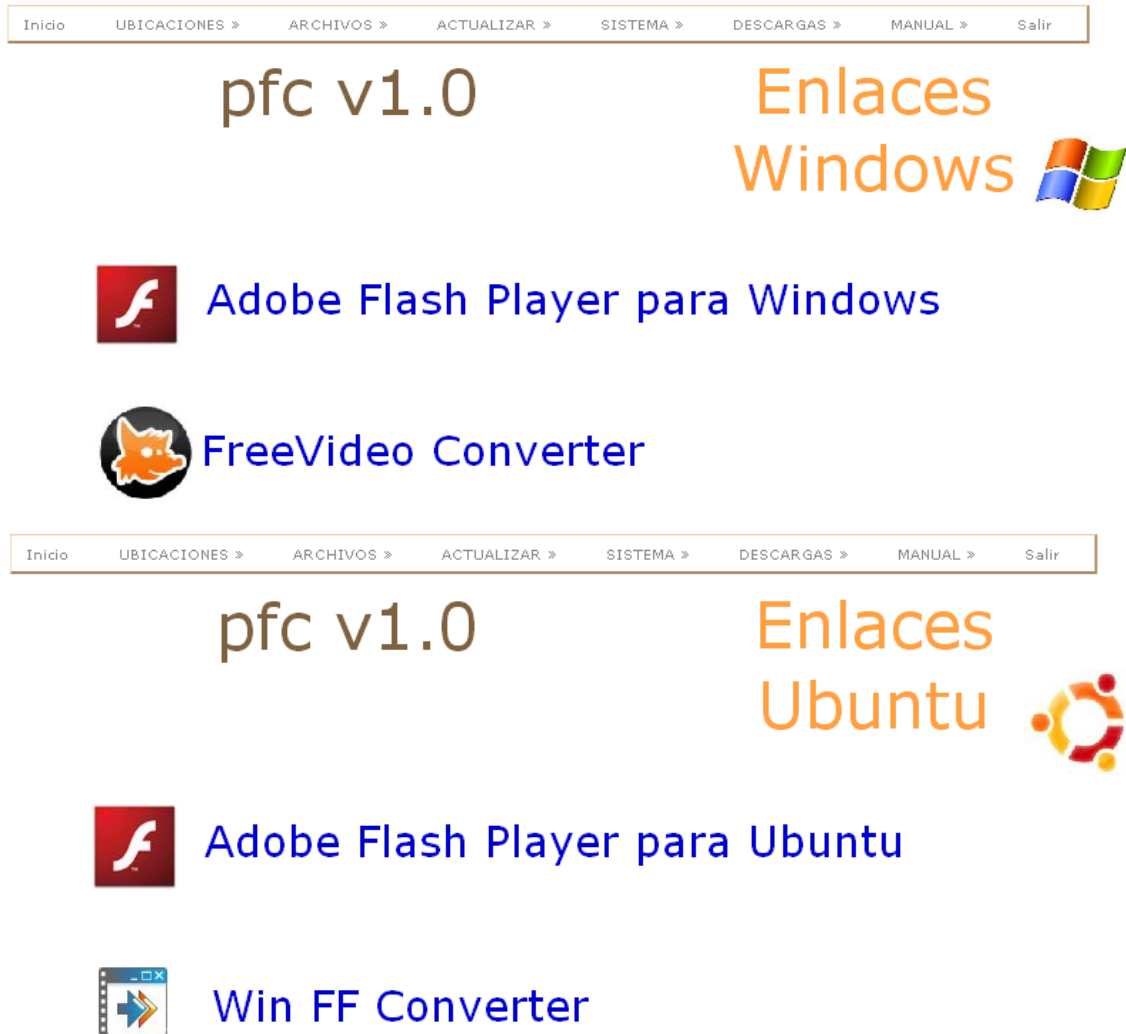 Inicio UBICACIONES » ARCHIVOS » ACTUALIZAR » SISTEMA » DESCARGAS » MANUAL » Salir
pfc v1.0
Enlaces
Windows
Adobe Flash Player para Windows
FreeVideo Converter
Inicio UBICACIONES » ARCHIVOS » ACTUALIZAR » SISTEMA » DESCARGAS » MANUAL » Salir
pfc v1.0
Enlaces
Ubuntu
Adobe Flash Player para Ubuntu
Win FF Converter